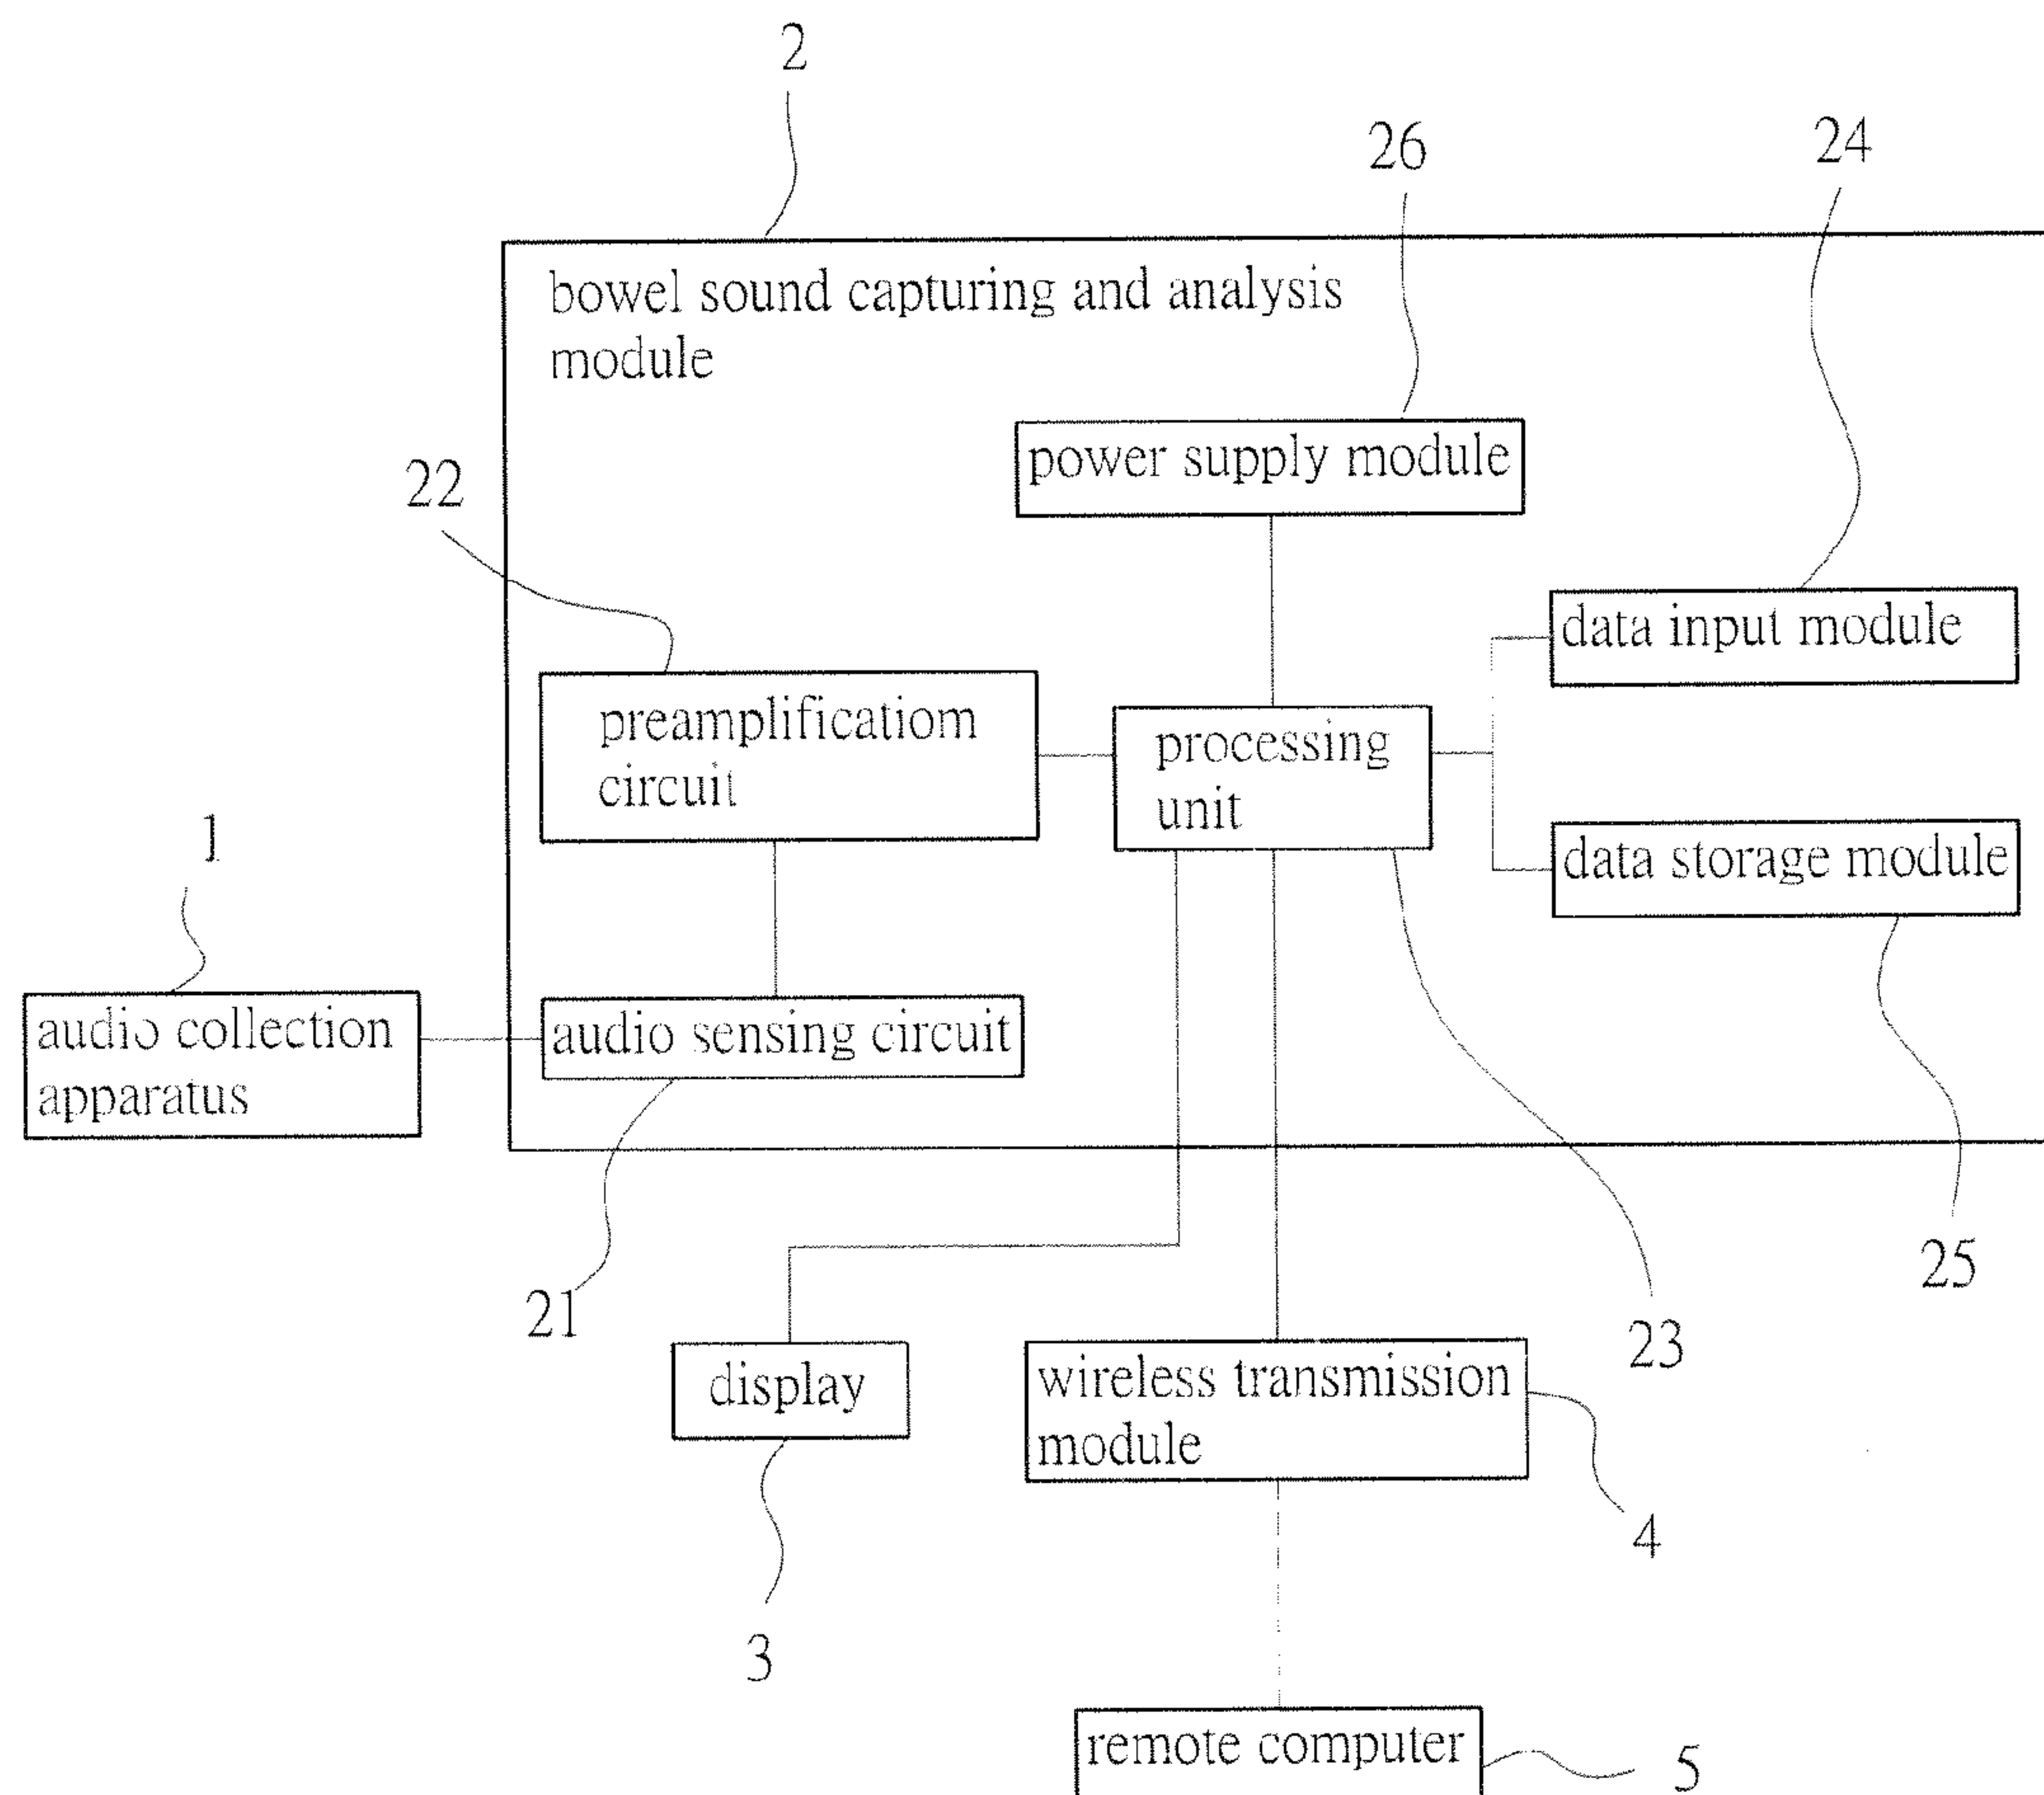 2
26
24
bowel sound capturing and analysis
module
22
power supply module
data input module
preamplificatiom
circuit
processing
unit
1
data storage module
audio collection
apparatus
audio sensing circuit
25
21
23
display
wireless transmission
module
4
3
remote computer
5